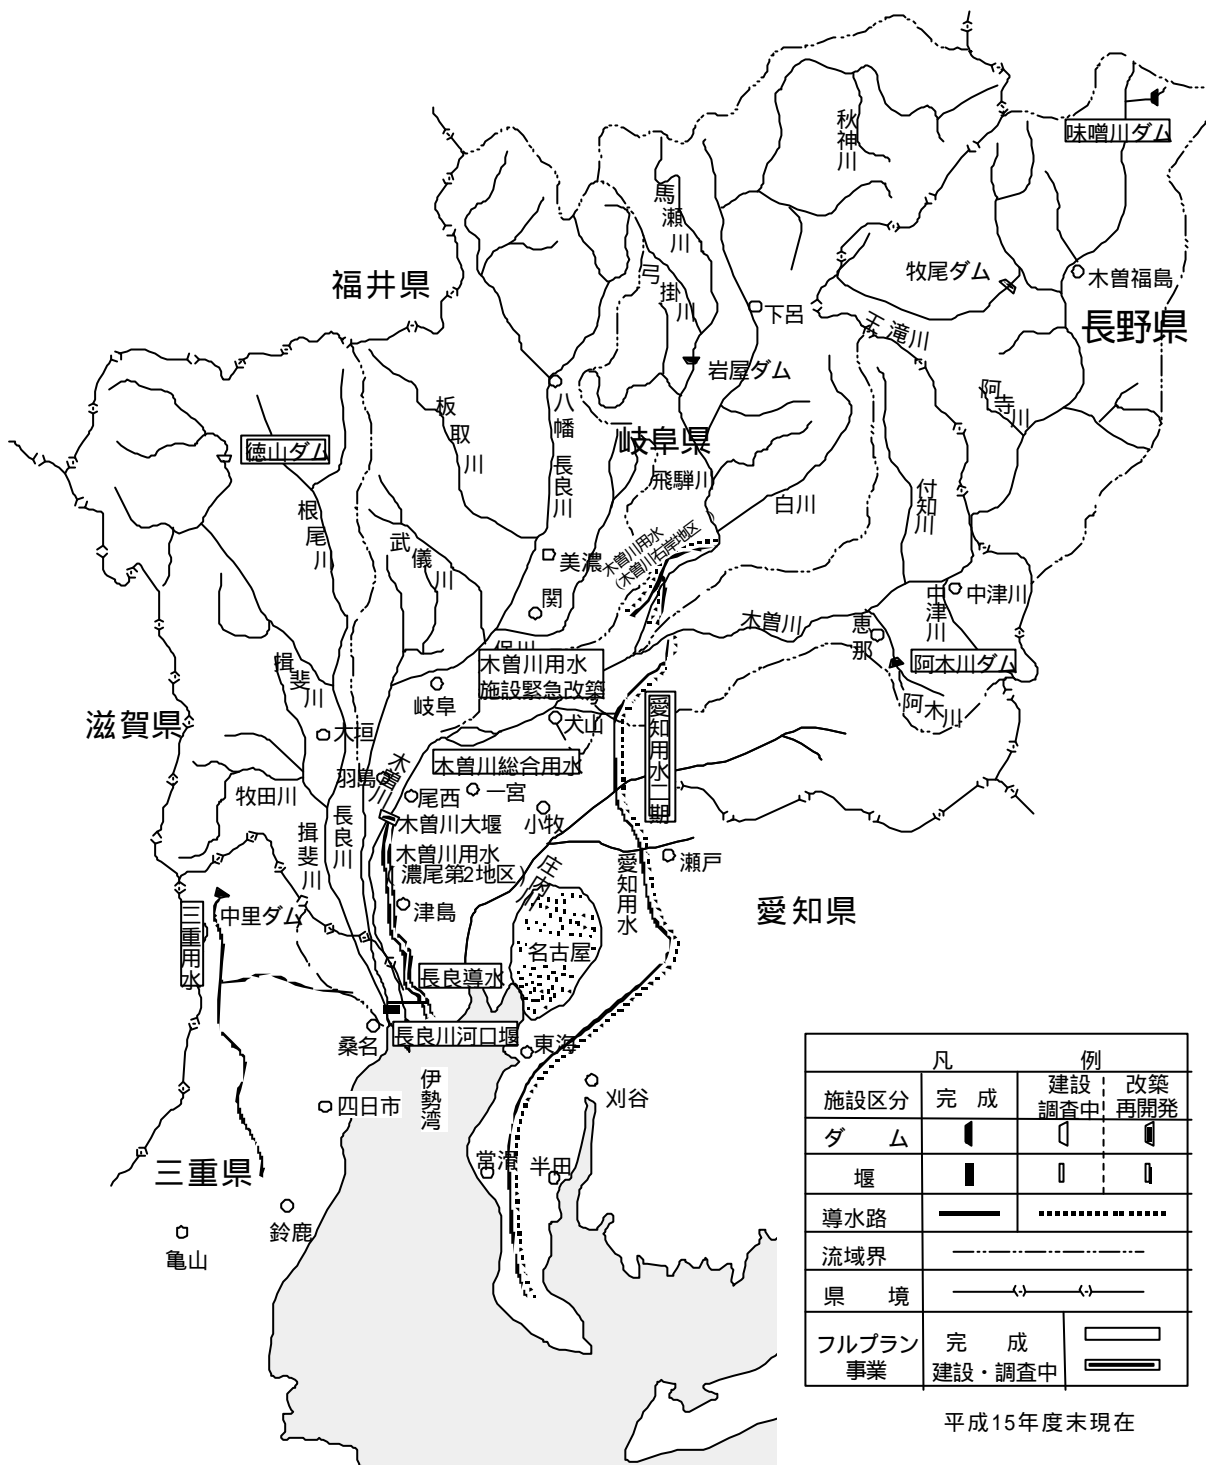 秋神川
味噌川ダム
馬瀬川
牧尾ダム
木曽福島
福井県
弓掛川
下呂
王滝川
長野県
岩屋ダム
阿寺川
板取川
八幡
長良川
岐阜県
徳山ダム
飛騨川
白川
付知川
根尾川
武儀川
木曽川用水
(木曽川右岸地区
美濃
関
中津川
中津川
木曽川
恵那
木曽川用水
施設緊急改築
阿木川ダム
揖斐川
岐阜
阿木川
滋賀県
大垣
犬山
愛知用水二期
木曽川
木曽川総合用水
羽島
牧田川
尾西
一宮
小牧
長良川
揖斐川
木曽川大堰
木曽川用水
(濃尾第2地区)
庄内川
愛知用水
瀬戸
中里ダム
津島
愛知県
三重用水
名古屋
長良導水
桑名
長良川河口堰
東海
伊勢湾
四日市
刈谷
三重県
常滑
半田
鈴鹿
亀山
凡 例
施設区分 完 成 建設 調査中 改築 再開発
ダ ム
堰
導水路
流域界
県 境
フルプラン 完 成
事業 建設・調査中
平成15年度末現在